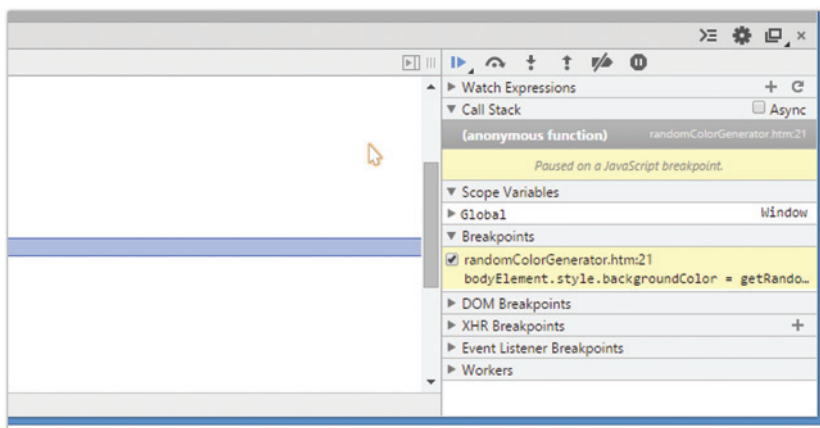 Watch Expressions
Call Stack Async
(anonymous function) randomColorGenerator.htm:21
Paused on a JavaScript breakpoint.
Scope Variables
Global Window
Breakpoints
randomColorGenerator.htm:21
bodyElement.style.backgroundColor = getRando…
DOM Breakpoints
XHR Breakpoints
Event Listener Breakpoints
Workers